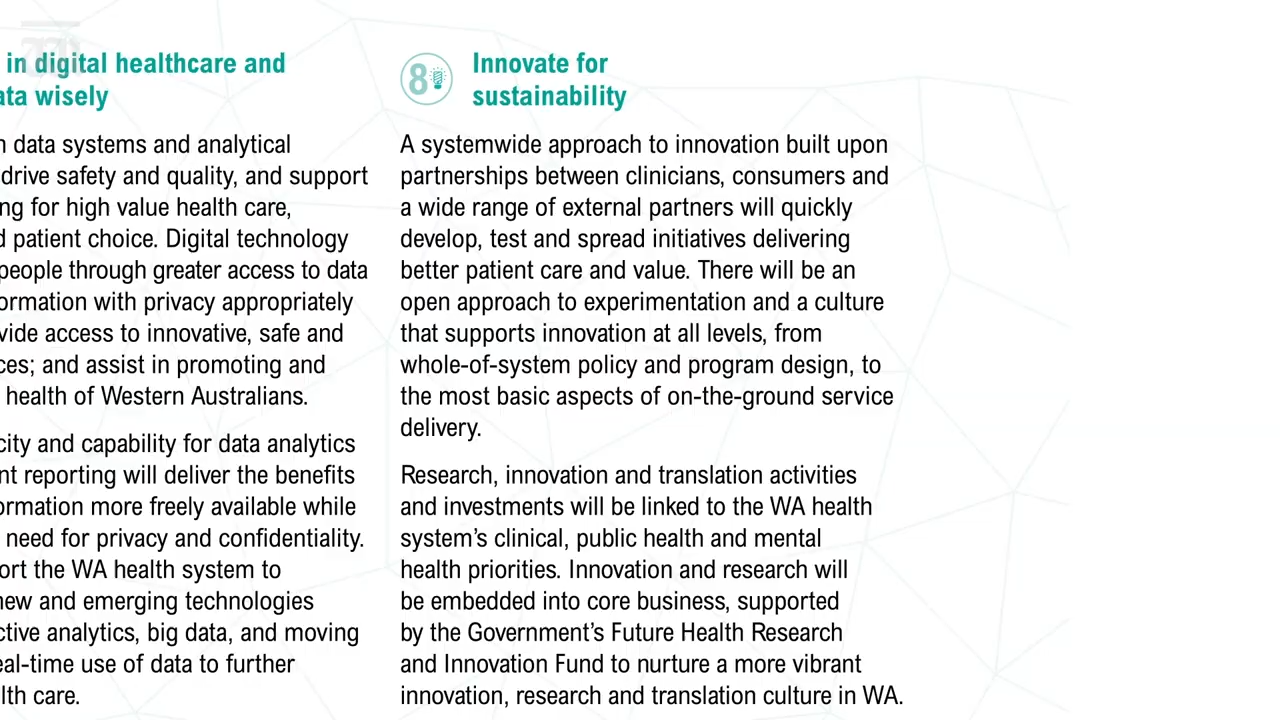 in digital healthcare and
ata wisely
n data systems and analytical
drive safety and quality, and support
ng for high value health care,
d patient choice. Digital technology
people through greater access to data
ormation with privacy appropriately
vide access to innovative, safe and
ces; and assist in promoting and
health of Western Australians.
city and capability for data analytics
nt reporting will deliver the benefits
ormation more freely available while
need for privacy and confidentiality.
ort the WA health system to
new and emerging technologies
ctive analytics, big data, and moving
eal-time use of data to further
lth care.
8
Innovate for
sustainability
A systemwide approach to innovation built upon
partnerships between clinicians, consumers and
a wide range of external partners will quickly
develop, test and spread initiatives delivering
better patient care and value. There will be an
open approach to experimentation and a culture
that supports innovation at all levels, from
whole-of-system policy and program design, to
the most basic aspects of on-the-ground service
delivery.
Research, innovation and translation activities
and investments will be linked to the WA health
system’s clinical, public health and mental
health priorities. Innovation and research will
be embedded into core business, supported
by the Government’s Future Health Research
and Innovation Fund to nurture a more vibrant
innovation, research and translation culture in WA.